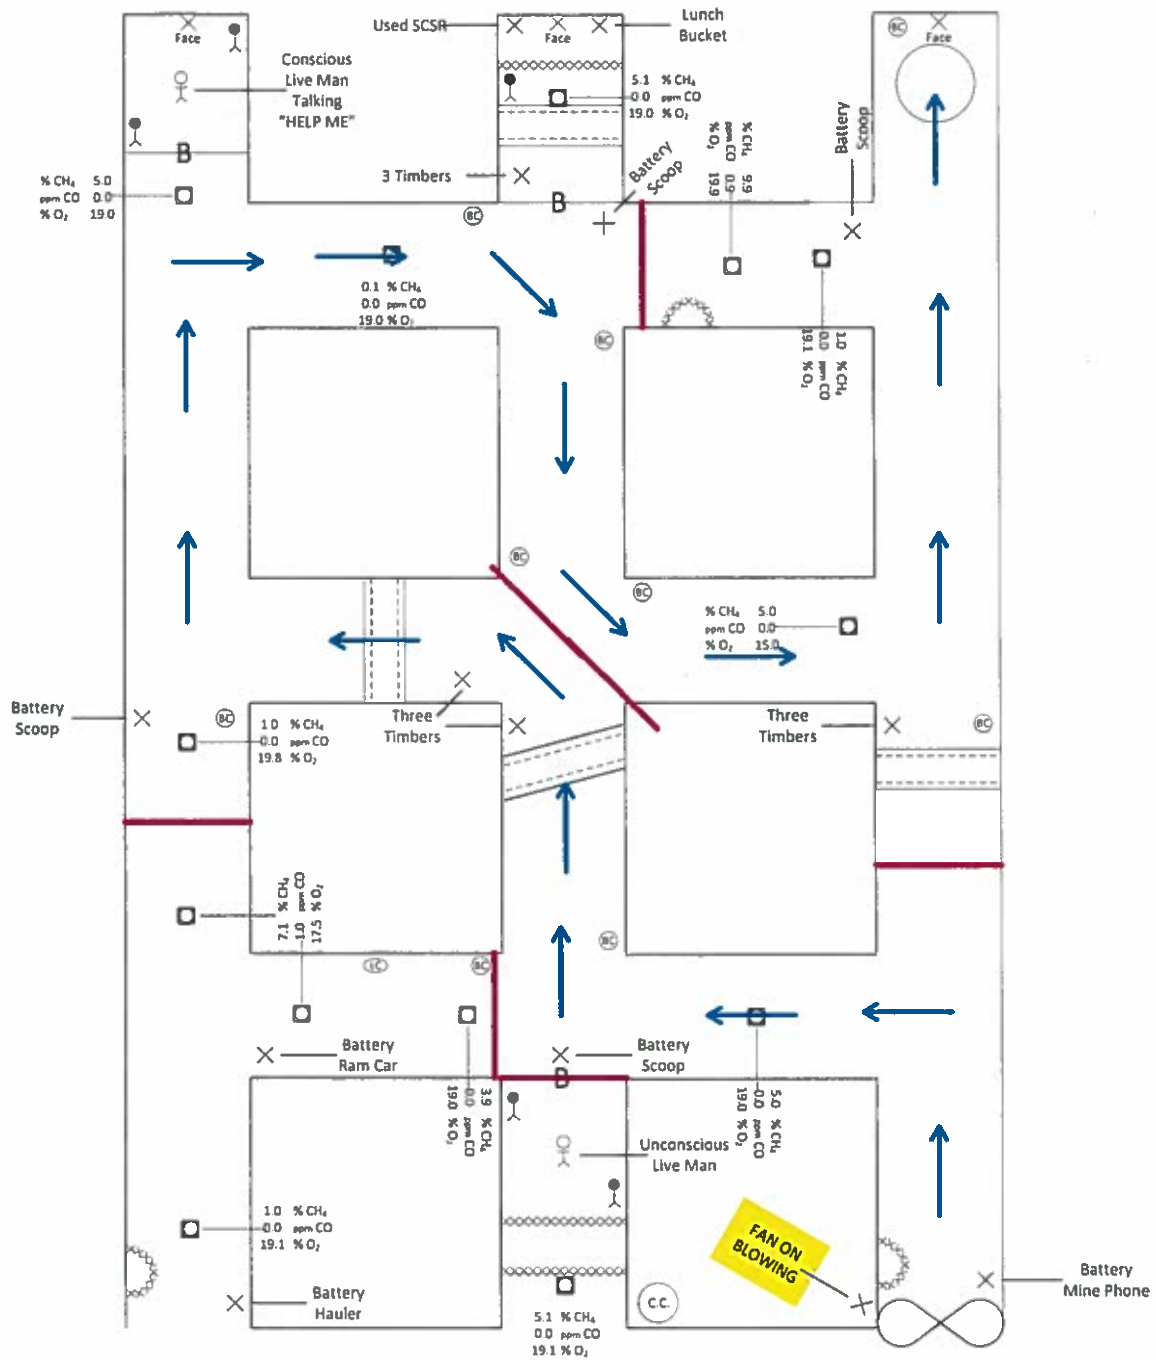 Face
Conscious
Live Man
Talking
"HELP ME"
B
% CH₄ 5.0
ppm CO 0.0
% O₂ 19.0
Used SCSR
Face
Lunch
Bucket
5.1 % CH₄
0.0 ppm CO
19.0 % O₂
3 Timbers
B
BC
Battery
Scoop
% CH₄ 9.9
ppm CO 0.9
% O₂ 19.9
Battery
Scoop
BC
Face
0.1 % CH₄
0.0 ppm CO
19.0 % O₂
BC
1.0 % CH₄
0.0 ppm CO
19.1 % O₂
BC
BC
% CH₄ 5.0
ppm CO 0.0
% O₂ 15.0
Battery
Scoop
BC
1.0 % CH₄
0.0 ppm CO
19.8 % O₂
Three
Timbers
Three
Timbers
BC
7.1 % CH₄
1.0 ppm CO
17.5 % O₂
BC
BC
Battery
Ram Car
Battery
Scoop
B
3.9 % CH₄
0.0 ppm CO
19.0 % O₂
5.0 % CH₄
0.0 ppm CO
19.0 % O₂
Unconscious
Live Man
1.0 % CH₄
0.0 ppm CO
19.1 % O₂
FAN ON
BLOWING
Battery
Hauler
C.C.
Battery
Mine Phone
5.1 % CH₄
0.0 ppm CO
19.1 % O₂